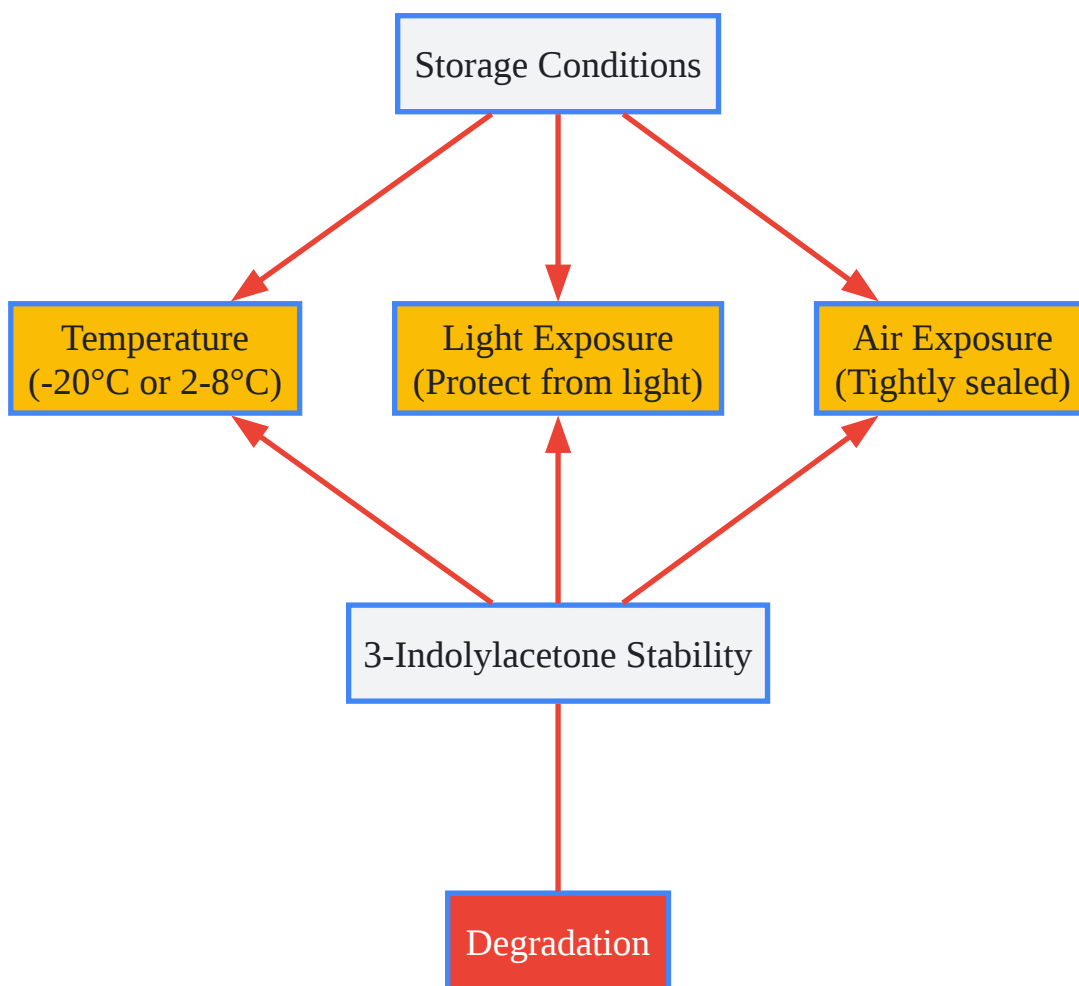 Storage Conditions
Temperature
(-20°C or 2-8°C)
Light Exposure
(Protect from light)
Air Exposure
(Tightly sealed)
3-Indolylacetone Stability
Degradation